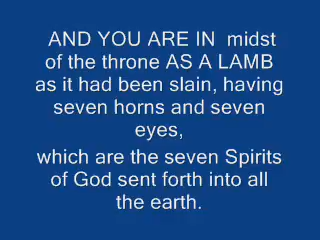 AND YOU ARE IN  midst
of the throne AS A LAMB
as it had been slain, having
seven horns and seven
eyes,
which are the seven Spirits
of God sent forth into all
the earth.